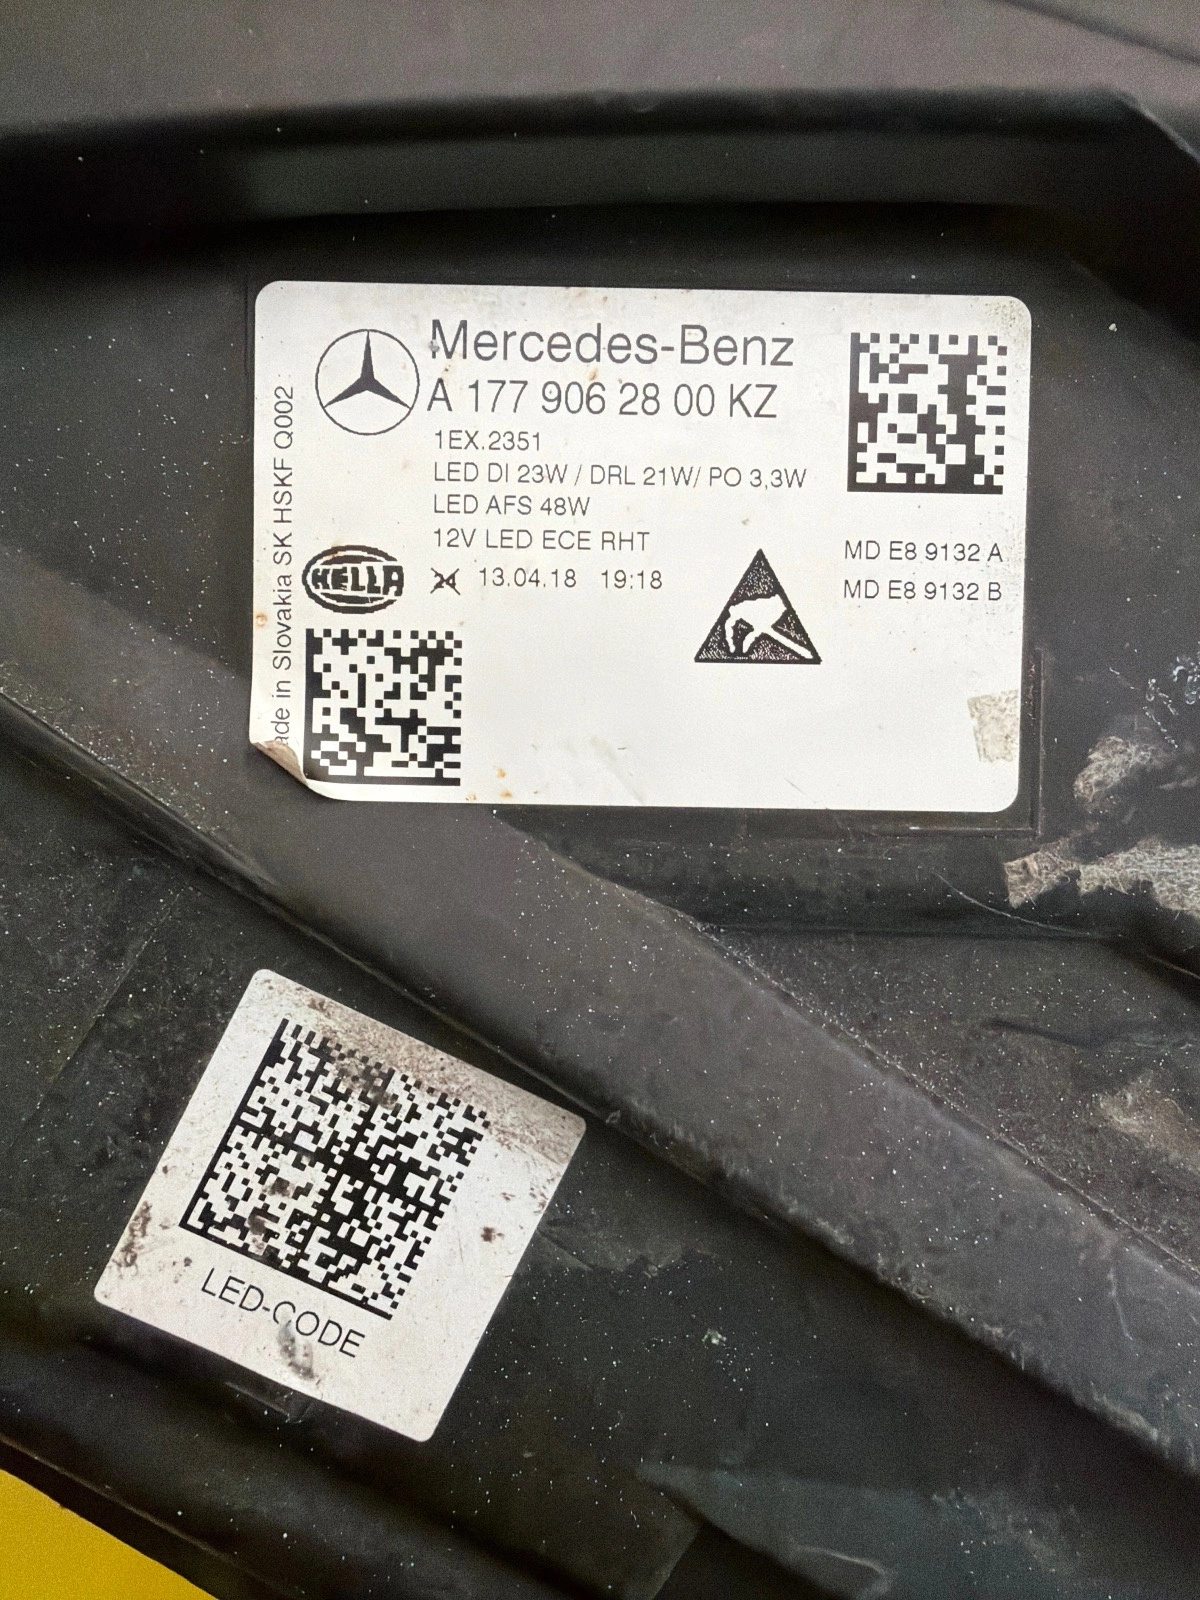 Mercedes-Benz
A 177 906 28 00 KZ
1EX.2351
LED DI 23W / DRL 21W/ PO 3,3W
LED AFS 48W
12V LED ECE RHT
24 13.04.18 19:18
HELLA
MD E8 9132 A
MD E8 9132 B
ade in Slovakia SK HSKF Q002
LED-CODE